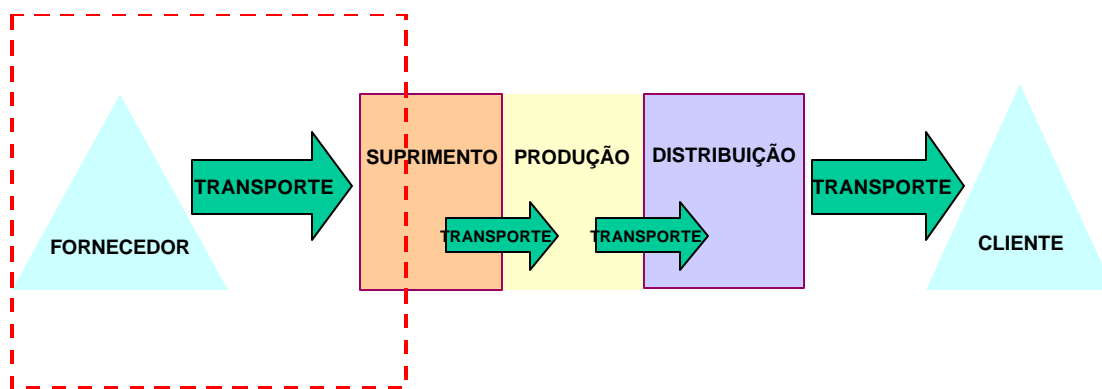 SUPRIMENTO
PRODUÇÃO
DISTRIBUIÇÃO
TRANSPORTE
TRANSPORTE
TRANSPORTE
TRANSPORTE
FORNECEDOR
CLIENTE